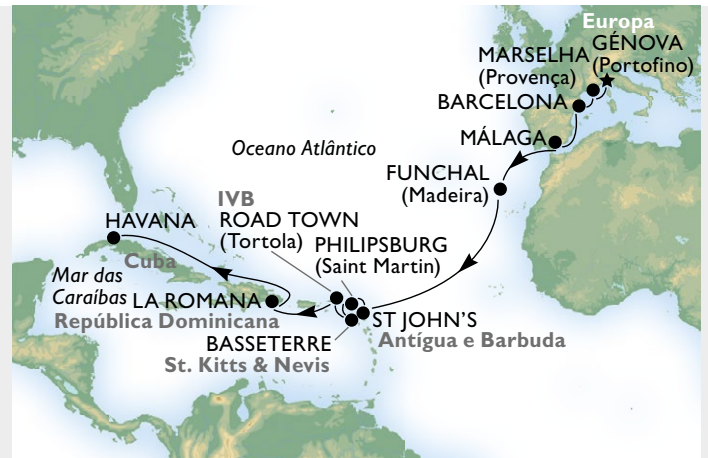 Europa
GÉNOVA
(Portofino)
MARSELHA
(Provença)
BARCELONA
MÁLAGA
Oceano Atlântico
FUNCHAL
(Madeira)
IVB
ROAD TOWN
(Tortola)
PHILIPSBURG
(Saint Martin)
HAVANA
Cuba
Mar das
Caraíbas
LA ROMANA
República Dominicana
ST JOHN'S
Antígua e Barbuda
BASSETERRE
St. Kitts & Nevis